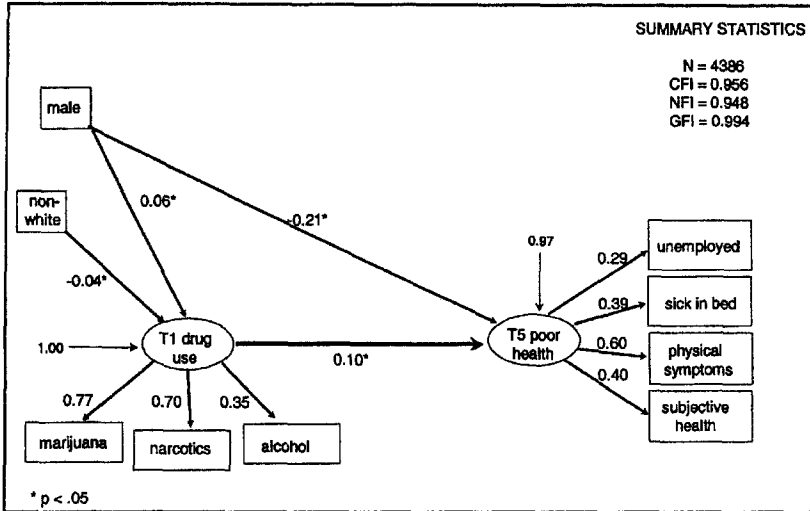 SUMMARY STATISTICS
N = 4386
CFI = 0.956
NFI = 0.948
GFI = 0.994
male
non-
white
0.06*
-0.21*
-0.04*
0.97
unemployed
0.29
sick in bed
0.39
T1 drug
use
T5 poor
health
1.00
0.10*
0.60
physical
symptoms
0.40
subjective
health
0.77
0.70
0.35
marijuana
narcotics
alcohol
* p < .05